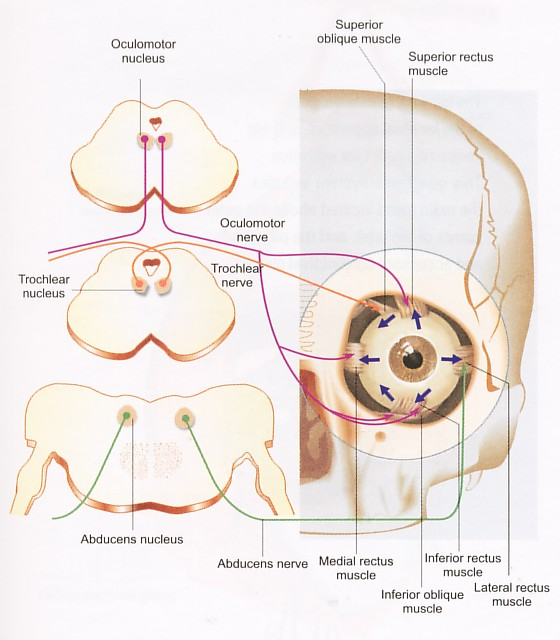 Superior
oblique muscle
Oculomotor
nucleus
Superior rectus
muscle
Oculomotor
nerve
Trochlear
nerve
Trochlear
nucleus
Abducens nucleus
Abducens nerve
Medial rectus
muscle
Inferior rectus
muscle
Inferior oblique
muscle
Lateral rectus
muscle